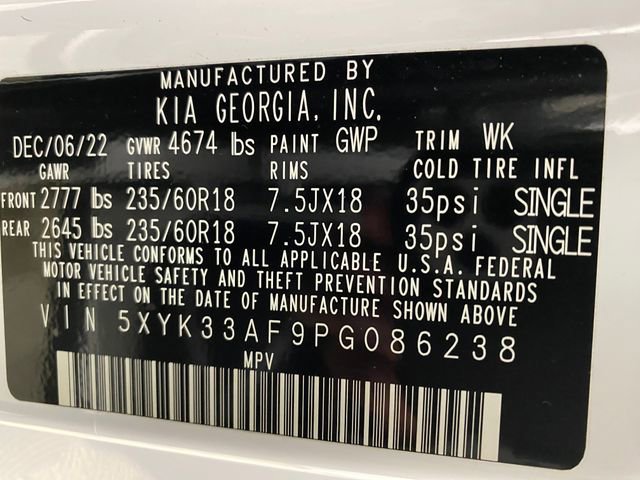 MANUFACTURED BY
KIA GEORGIA, INC.
DEC/06/22 GVWR 4674 lbs PAINT GWP TRIM WK
GAWR TIRES RIMS COLD TIRE INFL
FRONT 2777 lbs 235/60R18 7.5JX18 35psi SINGLE
REAR 2645 lbs 235/60R18 7.5JX18 35psi SINGLE
THIS VEHICLE CONFORMS TO ALL APPLICABLE U.S.A. FEDERAL
MOTOR VEHICLE SAFETY AND THEFT PREVENTION STANDARDS
IN EFFECT ON THE DATE OF MANUFACTURE SHOWN ABOVE
VIN 5XYK33AF9PG086238
MPV